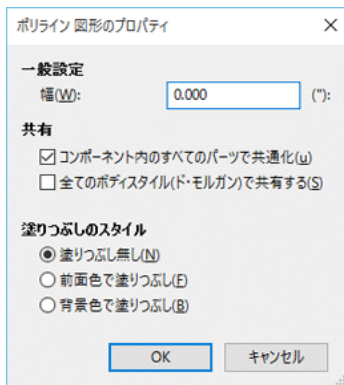 ポリライン 図形のプロパティ
一般設定
幅(W): 0.000 ("):
共有
コンポーネント内のすべてのパーツで共通化(u)
全てのボディスタイル(ド・モルガン)で共有する(S)
塗りつぶしのスタイル
塗りつぶし無し(N)
前面色で塗りつぶし(F)
背景色で塗りつぶし(B)
OK キャンセル